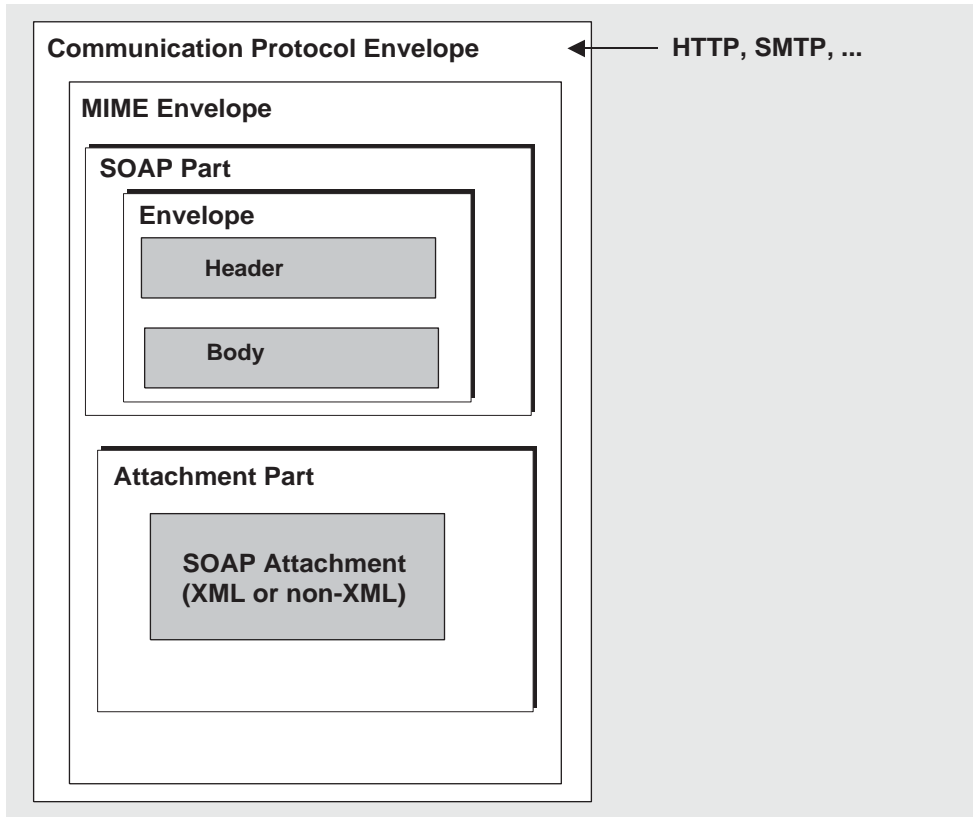 Communication Protocol Envelope
HTTP, SMTP, ...
MIME Envelope
SOAP Part
Envelope
Header
Body
Attachment Part
SOAP Attachment
(XML or non-XML)